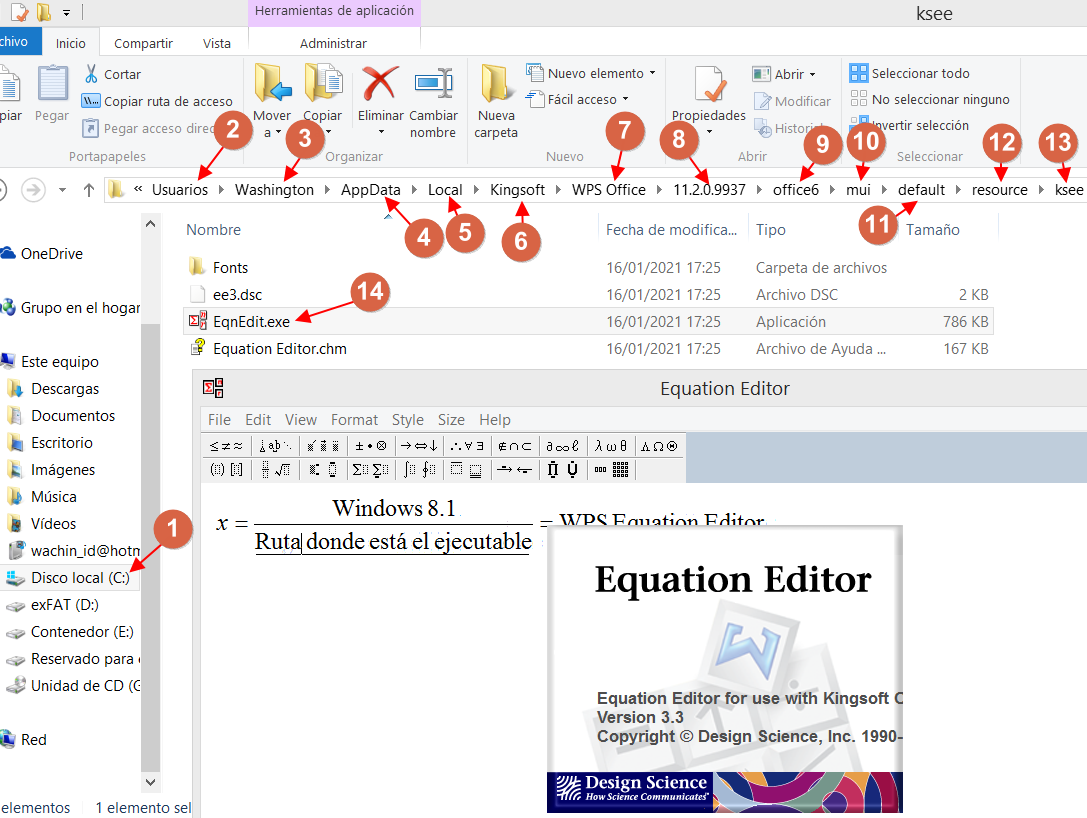 ksee
Herramientas de aplicación
chivo Inicio Compartir Vista Administrar
piar Pegar
Cortar
Copiar ruta de acceso
Pegar acceso direc
Portapapeles
Mover a Copiar Eliminar Cambiar nombre
Organizar
Nueva carpeta
Nuevo elemento
Fácil acceso
Nuevo
Propiedades
Abrir
Modificar
Histori
Abrir
Seleccionar todo
No seleccionar ninguno
Invertir selección
Seleccionar
2 3 7 8 9 10 12 13
« Usuarios Washington AppData Local Kingsoft WPS Office 11.2.0.9937 office6 mui default resource ksee
4 5 6 11
Nombre Fecha de modifica... Tipo Tamaño
Fonts 16/01/2021 17:25 Carpeta de archivos
ee3.dsc 16/01/2021 17:25 Archivo DSC 2 KB
EqnEdit.exe 16/01/2021 17:25 Aplicación 786 KB
14
Equation Editor.chm 16/01/2021 17:25 Archivo de Ayuda ... 167 KB
OneDrive
Grupo en el hogar
Este equipo
Descargas
Documentos
Escritorio
Imágenes
Música
Vídeos
1
wachin_id@hotm
Disco local (C:)
exFAT (D:)
Contenedor (E:)
Reservado para
Unidad de CD (G
Red
elementos 1 elemento sel
Equation Editor
File Edit View Format Style Size Help
x = Windows 8.1
Ruta donde está el ejecutable
= WPS Equation Editor
Equation Editor
Equation Editor for use with Kingsoft
Version 3.3
Copyright © Design Science, Inc. 1990-
Design Science
How Science Communicates